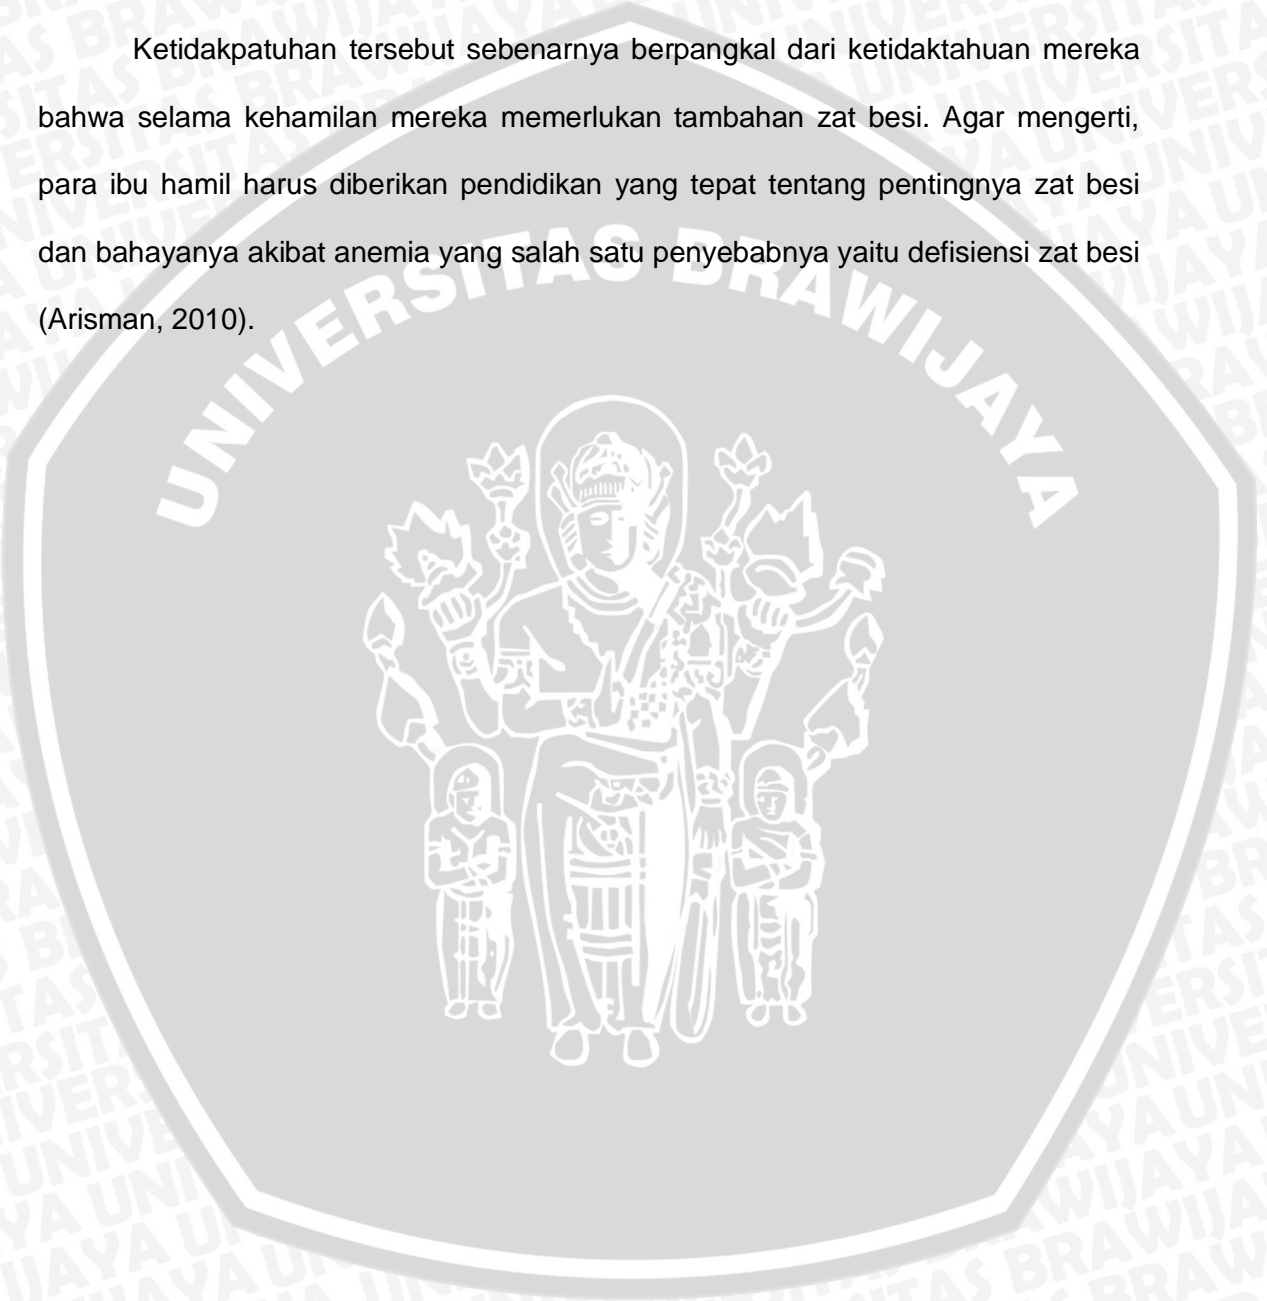 Ketidakpatuhan tersebut sebenarnya berpangkal dari ketidaktahuan mereka
bahwa selama kehamilan mereka memerlukan tambahan zat besi. Agar mengerti,
para ibu hamil harus diberikan pendidikan yang tepat tentang pentingnya zat besi
dan bahayanya akibat anemia yang salah satu penyebabnya yaitu defisiensi zat besi
(Arisman, 2010).
UNIVERSITAS BRAWIJAYA